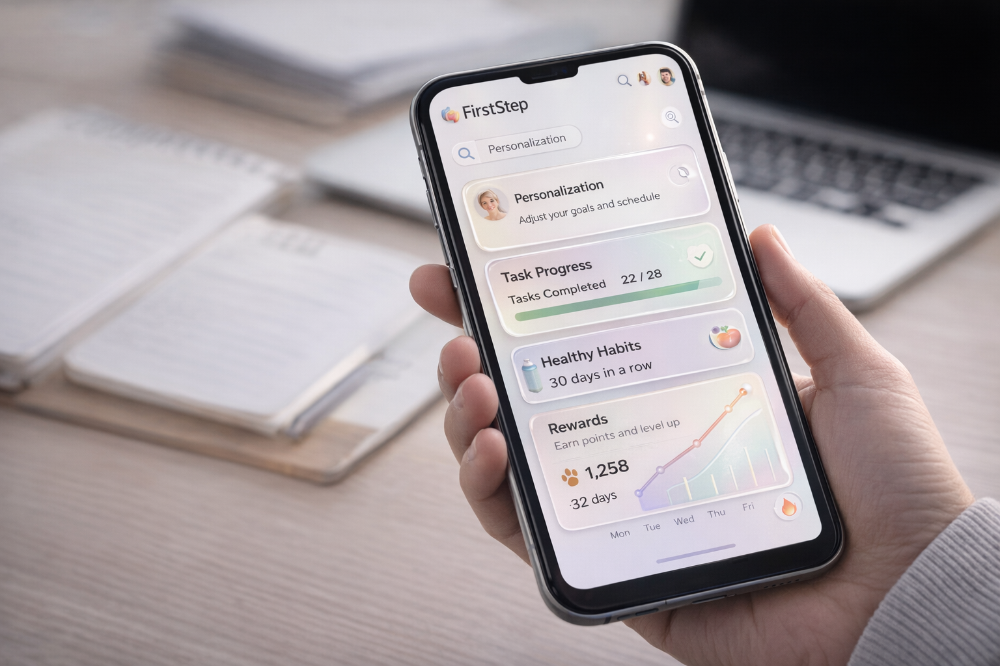 FirstStep
Personalization
Personalization
Adjust your goals and schedule
Task Progress
Tasks Completed 22 / 28
Healthy Habits
30 days in a row
Rewards
Earn points and level up
1,258
32 days
Mon Tue Wed Thu Fri